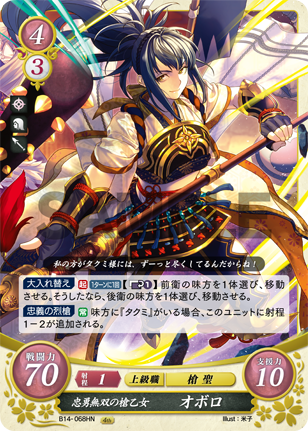 4
3
SAMPLE
私の方がタクミ様には、ずーっと尽くしてるんだからね!
大入れ替え 起 1ターンに1回 【 1】 前衛の味方を1体選び、移動
させる。そうしたなら、後衛の味方を1体選び、移動させる。
忠義の烈槍 常 味方に『タクミ』がいる場合、このユニットに射程
1-2が追加される。
戦闘力
70
射程 1 上級職 槍聖
支援力
10
忠勇無双の槍乙女 オボロ
B14-068HN 4th Illust:米子